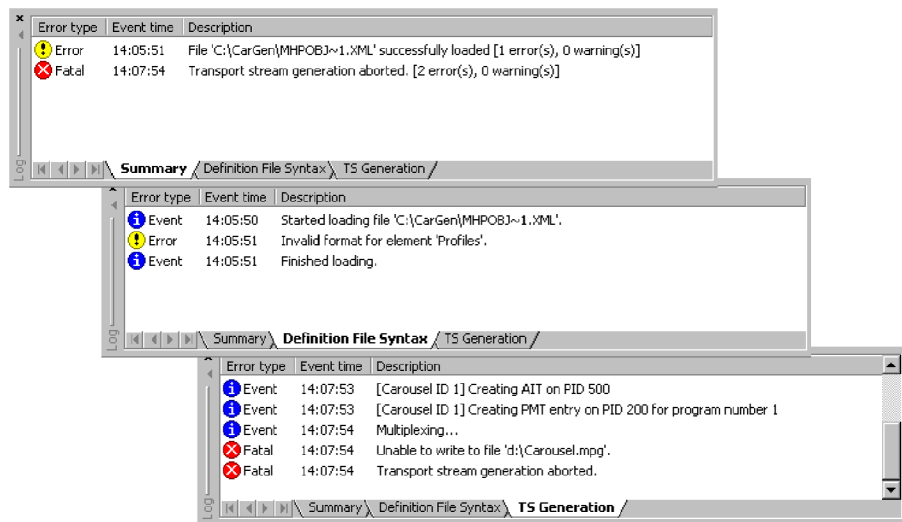 Error type Event time Description
Error 14:05:51 File 'C:\CarGen\MHPOBJ~1.XML' successfully loaded [1 error(s), 0 warning(s)]
Fatal 14:07:54 Transport stream generation aborted. [2 error(s), 0 warning(s)]
Log
Summary Definition File Syntax TS Generation
Error type Event time Description
Event 14:05:50 Started loading file 'C:\CarGen\MHPOBJ~1.XML'.
Error 14:05:51 Invalid format for element 'Profiles'.
Event 14:05:51 Finished loading.
Log
Summary Definition File Syntax TS Generation
Error type Event time Description
Event 14:07:53 [Carousel ID 1] Creating AIT on PID 500
Event 14:07:53 [Carousel ID 1] Creating PMT entry on PID 200 for program number 1
Event 14:07:54 Multiplexing...
Fatal 14:07:54 Unable to write to file 'd:\Carousel.mpg'.
Fatal 14:07:54 Transport stream generation aborted.
Log
Summary Definition File Syntax TS Generation